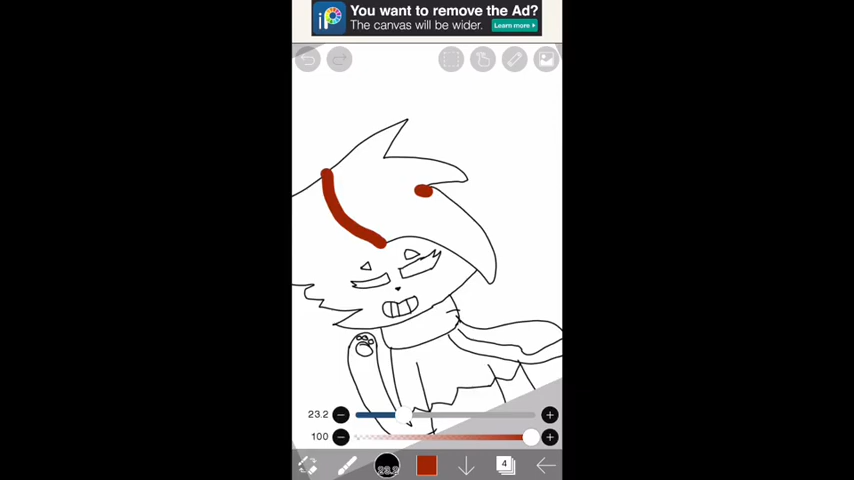 iP
You want to remove the Ad?
The canvas will be wider.
Learn more
23.2
100
23.2
4